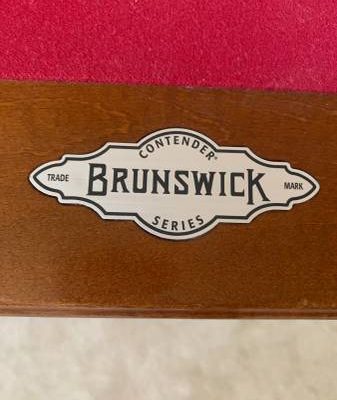 CONTENDER®
TRADE BRUNSWICK MARK
SERIES